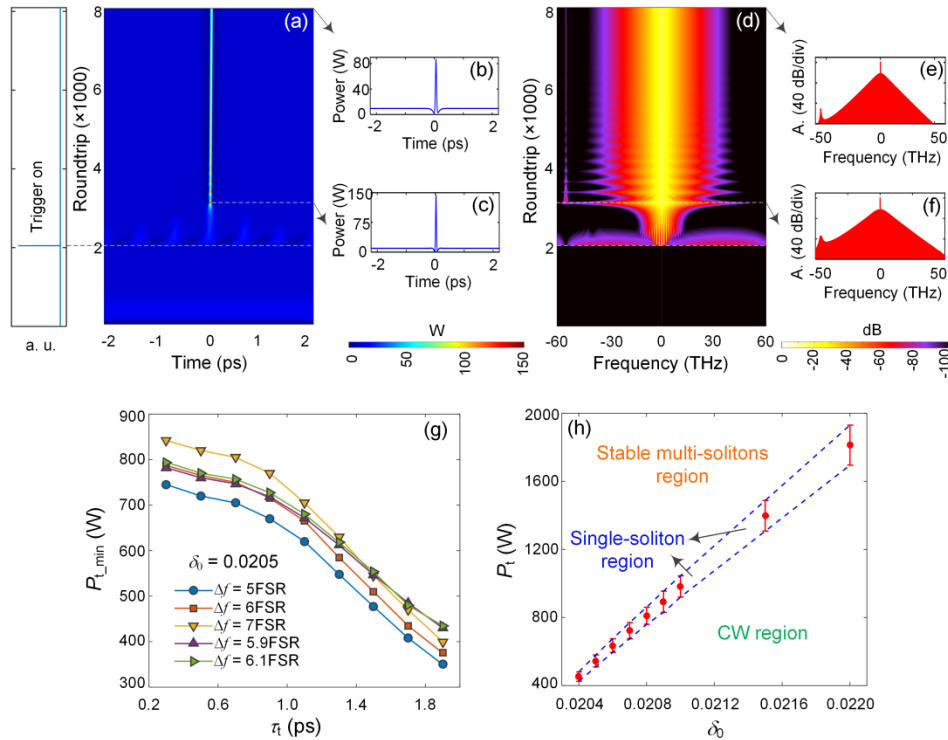 (a)
8
6
4
2
Roundtrip (×1000)
Trigger on
a. u.
-2
-1
0
1
2
Time (ps)
(b)
80
40
0
Power (W)
-2
0
2
Time (ps)
(c)
150
75
0
Power (W)
-2
0
2
Time (ps)
W
0
50
100
150
(d)
8
6
4
2
Roundtrip (×1000)
-60
-30
0
30
60
Frequency (THz)
(e)
A. (40 dB/div)
-50
0
50
Frequency (THz)
(f)
A. (40 dB/div)
-50
0
50
Frequency (THz)
dB
0
-20
-40
-60
-80
-100
(g)
900
800
700
600
500
400
300
P_t_min (W)
δ₀ = 0.0205
Δf = 5FSR
Δf = 6FSR
Δf = 7FSR
Δf = 5.9FSR
Δf = 6.1FSR
0.2
0.6
1.0
1.4
1.8
τₜ (ps)
(h)
2000
1600
1200
800
400
Pₜ (W)
Stable multi-solitons
region
Single-soliton
region
CW region
0.0204
0.0208
0.0212
0.0216
0.0220
δ₀